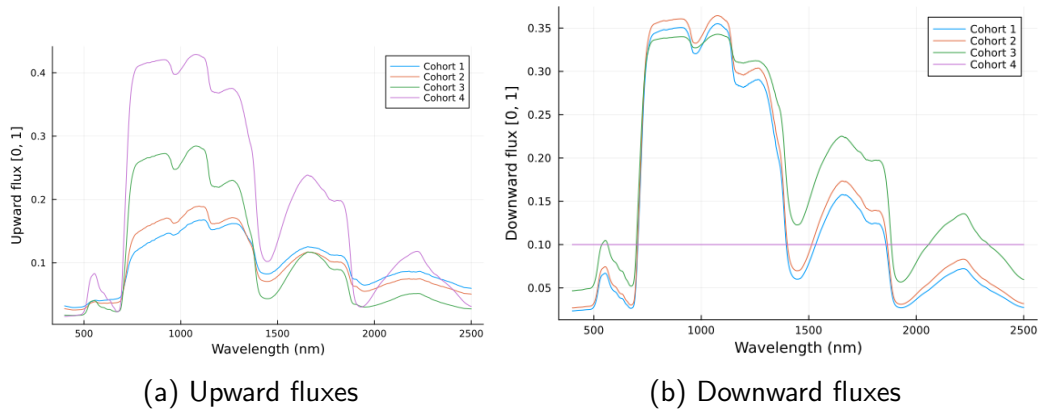 Upward flux [0, 1]
0.4
0.3
0.2
0.1
500
1000
1500
2000
2500
Wavelength (nm)
Cohort 1
Cohort 2
Cohort 3
Cohort 4
(a) Upward fluxes
Downward flux [0, 1]
0.35
0.30
0.25
0.20
0.15
0.10
0.05
500
1000
1500
2000
2500
Wavelength (nm)
Cohort 1
Cohort 2
Cohort 3
Cohort 4
(b) Downward fluxes